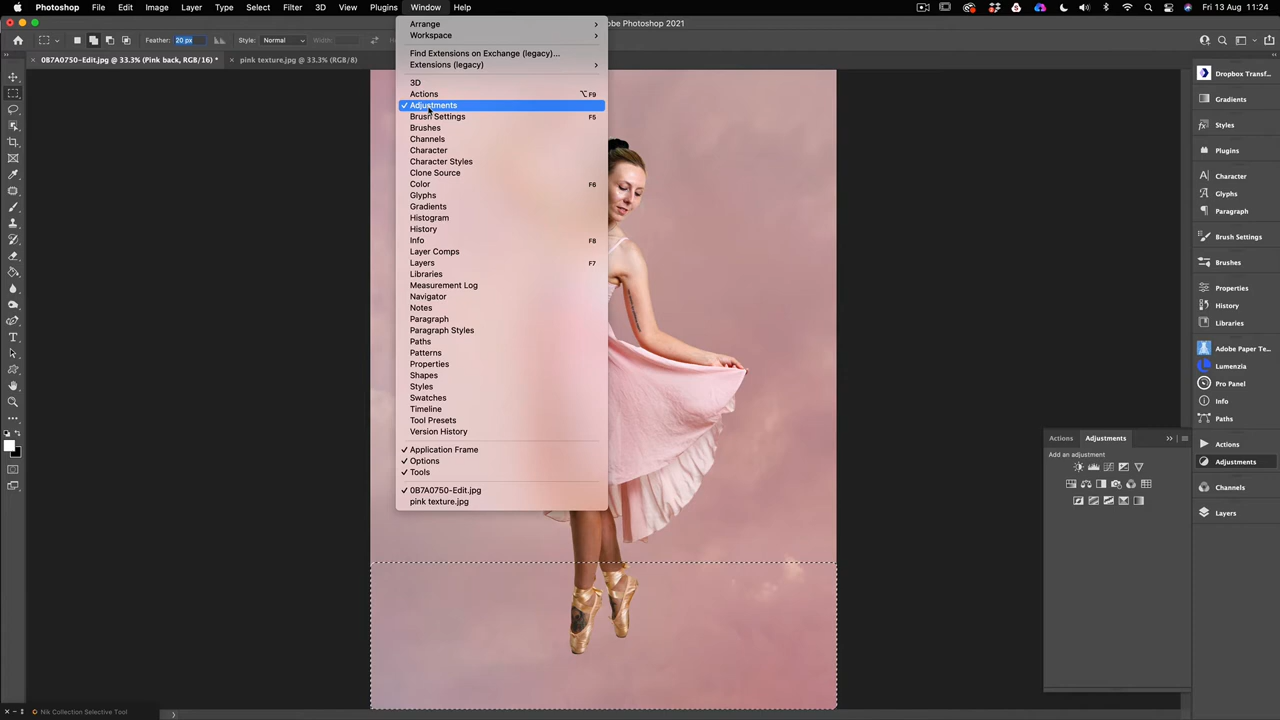 Photoshop File Edit Image Layer Type Select Filter 3D View Plugins Window Help Fri 13 Aug 11:24
obe Photoshop 2021
Feather: 20 px Style: Normal
0B7A0750-Edit.jpg @ 33.3% (Pink back, RGB/16) * pink texture.jpg @ 33.3% (RGB/8)
Arrange
Workspace
Find Extensions on Exchange (legacy)...
Extensions (legacy)
3D
Actions ⌥F9
✓ Adjustments
Brush Settings F5
Brushes
Channels
Character
Character Styles
Clone Source
Color F6
Glyphs
Gradients
Histogram
History
Info F8
Layer Comps
Layers F7
Libraries
Measurement Log
Navigator
Notes
Paragraph
Paragraph Styles
Paths
Patterns
Properties
Shapes
Styles
Swatches
Timeline
Tool Presets
Version History
✓ Application Frame
✓ Options
✓ Tools
✓ 0B7A0750-Edit.jpg
pink texture.jpg
Dropbox Transf...
Gradients
Styles
Plugins
Character
Glyphs
Paragraph
Brush Settings
Brushes
Properties
History
Libraries
Adobe Paper Te...
Lumenzia
Pro Panel
Info
Paths
Actions
Adjustments
Channels
Layers
Actions Adjustments
Add an adjustment
Nik Collection Selective Tool